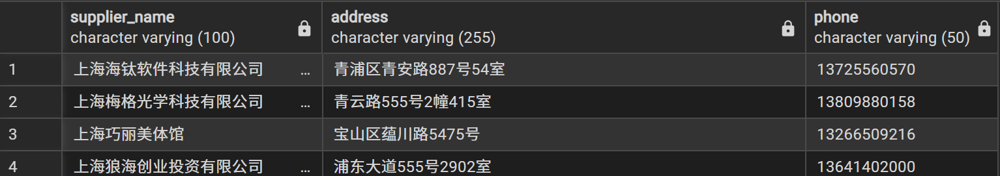 supplier_name address phone
character varying (100) character varying (255) character varying (50)
1 上海海钛软件科技有限公司 ... 青浦区青安路887号54室 13725560570
2 上海梅格光学科技有限公司 ... 青云路555号2幢415室 13809880158
3 上海巧丽美体馆 宝山区蕴川路5475号 13266509216
4 上海狼海创业投资有限公司 ... 浦东大道555号2902室 13641402000